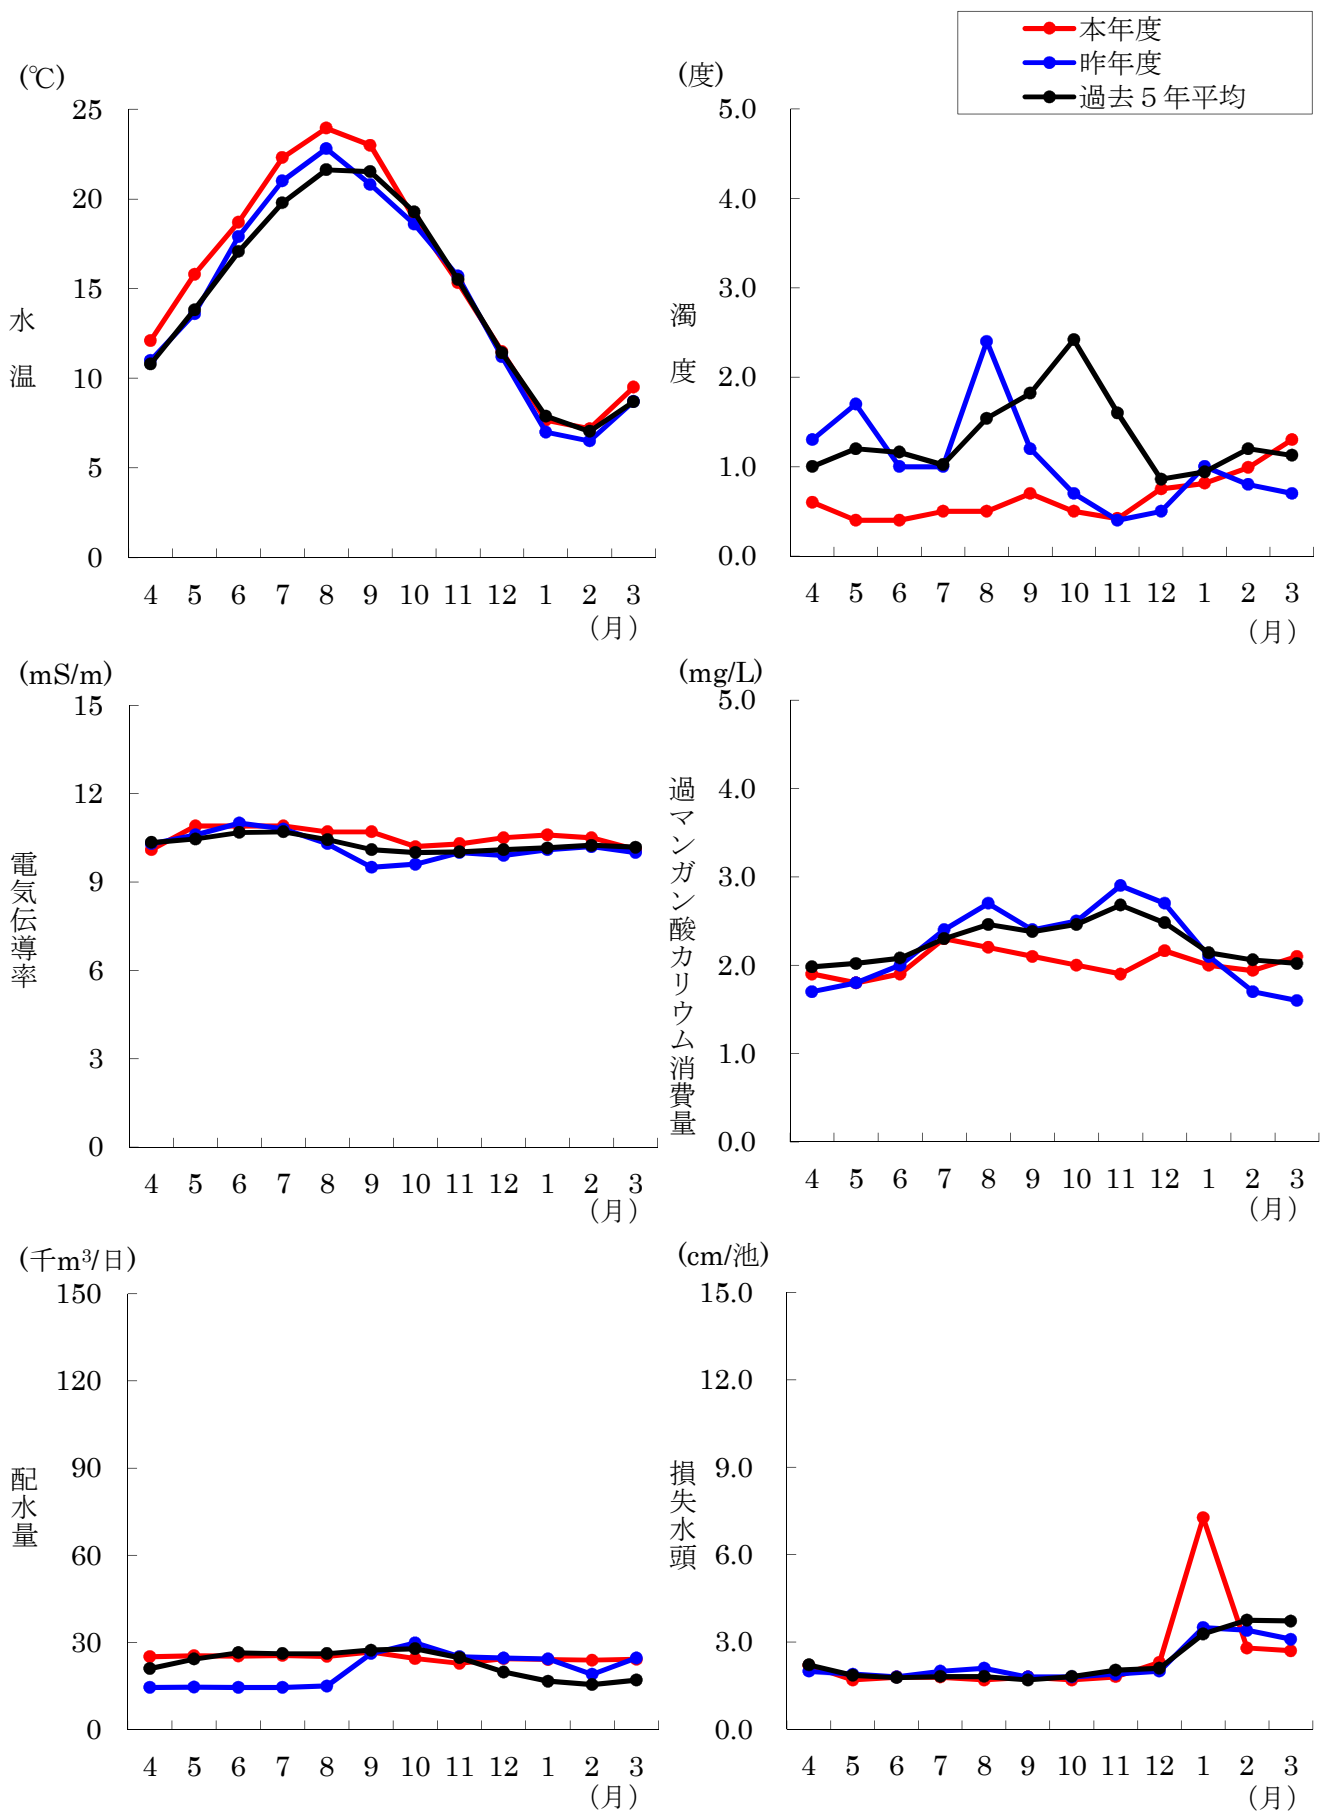 本年度
昨年度
過去５年平均
(℃)
25
20
15
10
5
0
水温
4 5 6 7 8 9 10 11 12 1 2 3
（月）
(度)
5.0
4.0
3.0
2.0
1.0
0.0
濁度
4 5 6 7 8 9 10 11 12 1 2 3
（月）
(mS/m)
15
12
9
6
3
0
電気伝導率
4 5 6 7 8 9 10 11 12 1 2 3
（月）
(mg/L)
5.0
4.0
3.0
2.0
1.0
0.0
過マンガン酸カリウム消費量
4 5 6 7 8 9 10 11 12 1 2 3
（月）
(千m³/日)
150
120
90
60
30
0
配水量
4 5 6 7 8 9 10 11 12 1 2 3
（月）
(cm/池)
15.0
12.0
9.0
6.0
3.0
0.0
損失水頭
4 5 6 7 8 9 10 11 12 1 2 3
（月）